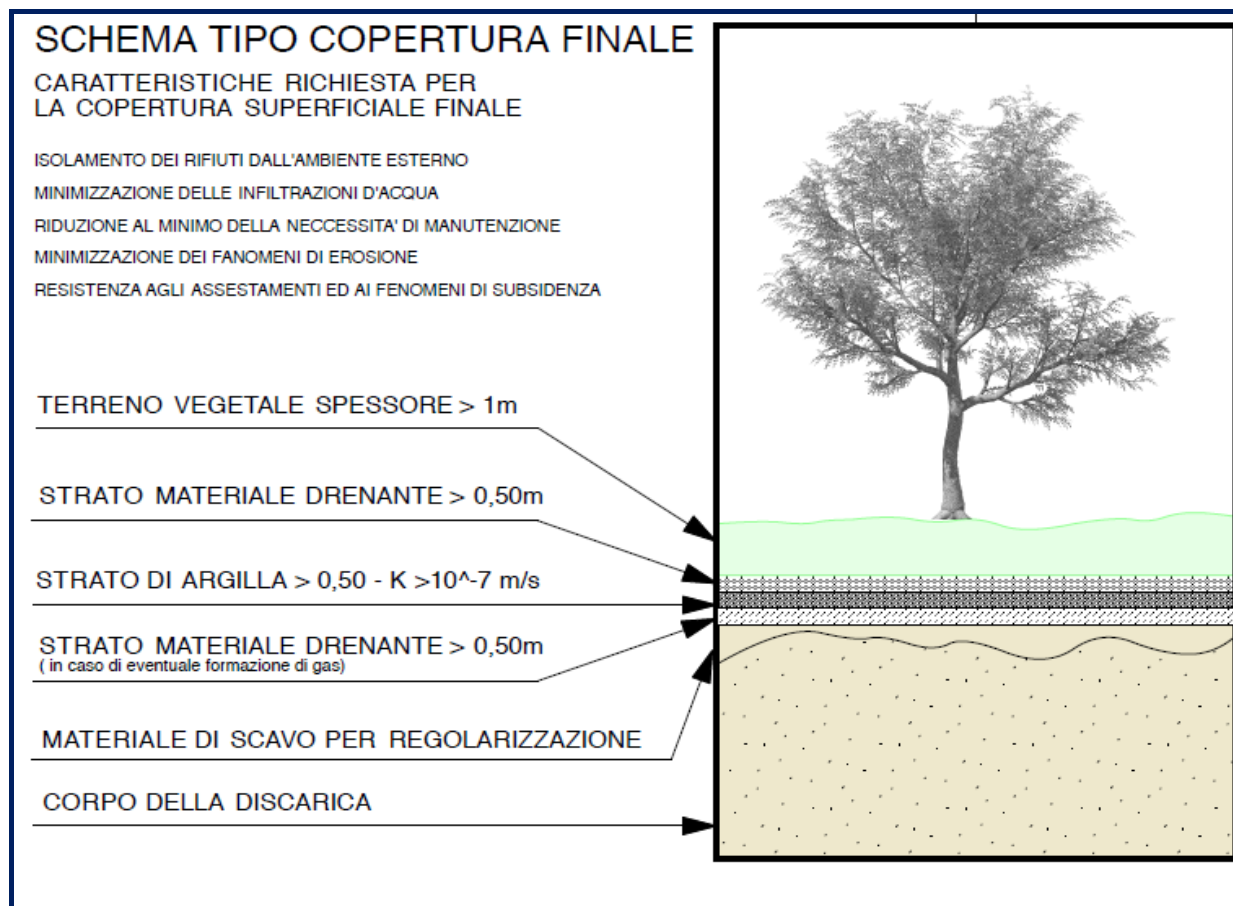 SCHEMA TIPO COPERTURA FINALE
CARATTERISTICHE RICHIESTA PER
LA COPERTURA SUPERFICIALE FINALE
ISOLAMENTO DEI RIFIUTI DALL'AMBIENTE ESTERNO
MINIMIZZAZIONE DELLE INFILTRAZIONI D'ACQUA
RIDUZIONE AL MINIMO DELLA NECCESSITA' DI MANUTENZIONE
MINIMIZZAZIONE DEI FANOMENI DI EROSIONE
RESISTENZA AGLI ASSESTAMENTI ED AI FENOMENI DI SUBSIDENZA
TERRENO VEGETALE SPESSORE > 1m
STRATO MATERIALE DRENANTE > 0,50m
STRATO DI ARGILLA > 0,50 - K >10^-7 m/s
STRATO MATERIALE DRENANTE > 0,50m
( in caso di eventuale formazione di gas)
MATERIALE DI SCAVO PER REGOLARIZZAZIONE
CORPO DELLA DISCARICA